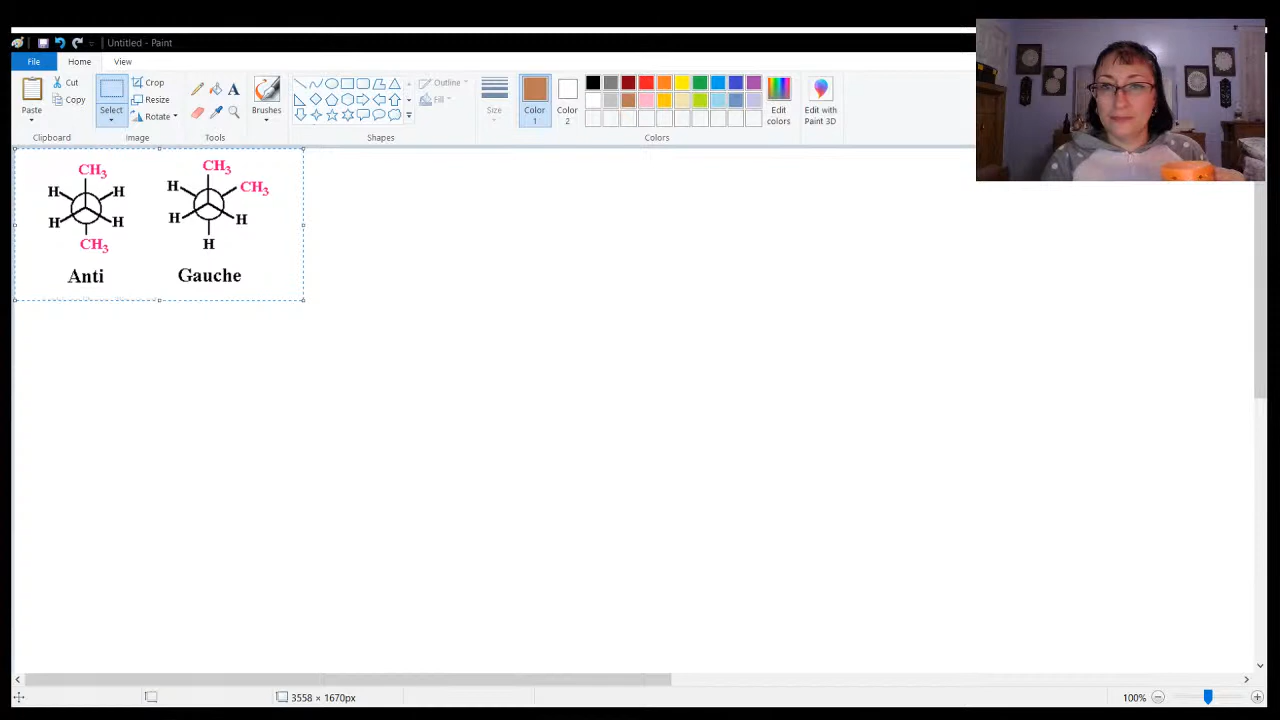 Untitled - Paint
File Home View
Paste
Cut
Copy
Clipboard
Select
Crop
Resize
Rotate
Image
A
Tools
Brushes
Outline
Fill
Shapes
Size
Color 1
Color 2
Edit colors
Colors
Edit with Paint 3D
CH3
H H
H H
CH3
Anti
CH3
H CH3
H H
H
Gauche
3558 × 1670px
100%